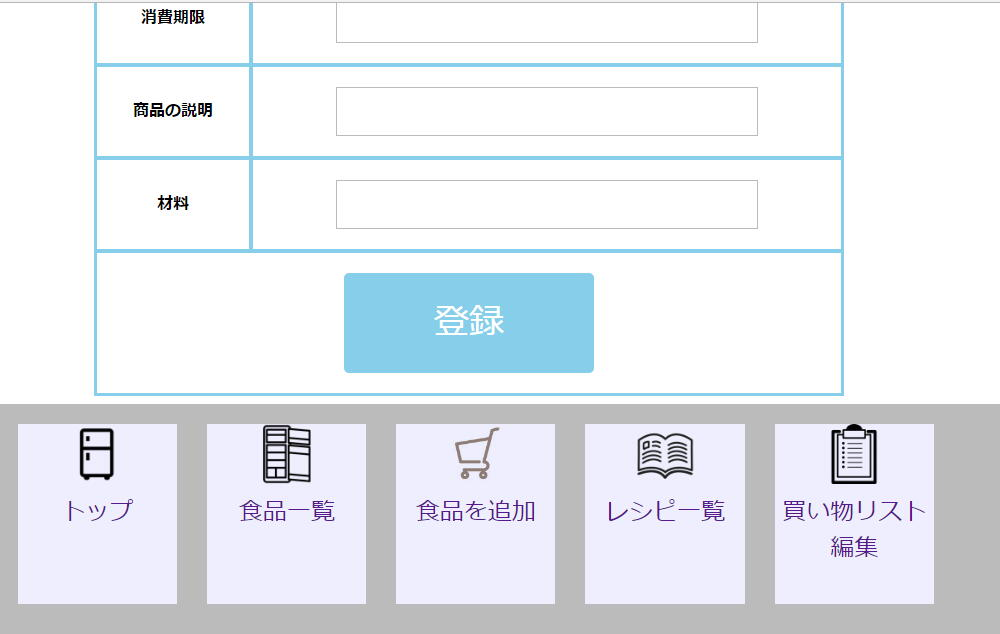 消費期限
商品の説明
材料
登録
トップ
食品一覧
食品を追加
レシピ一覧
買い物リスト
編集